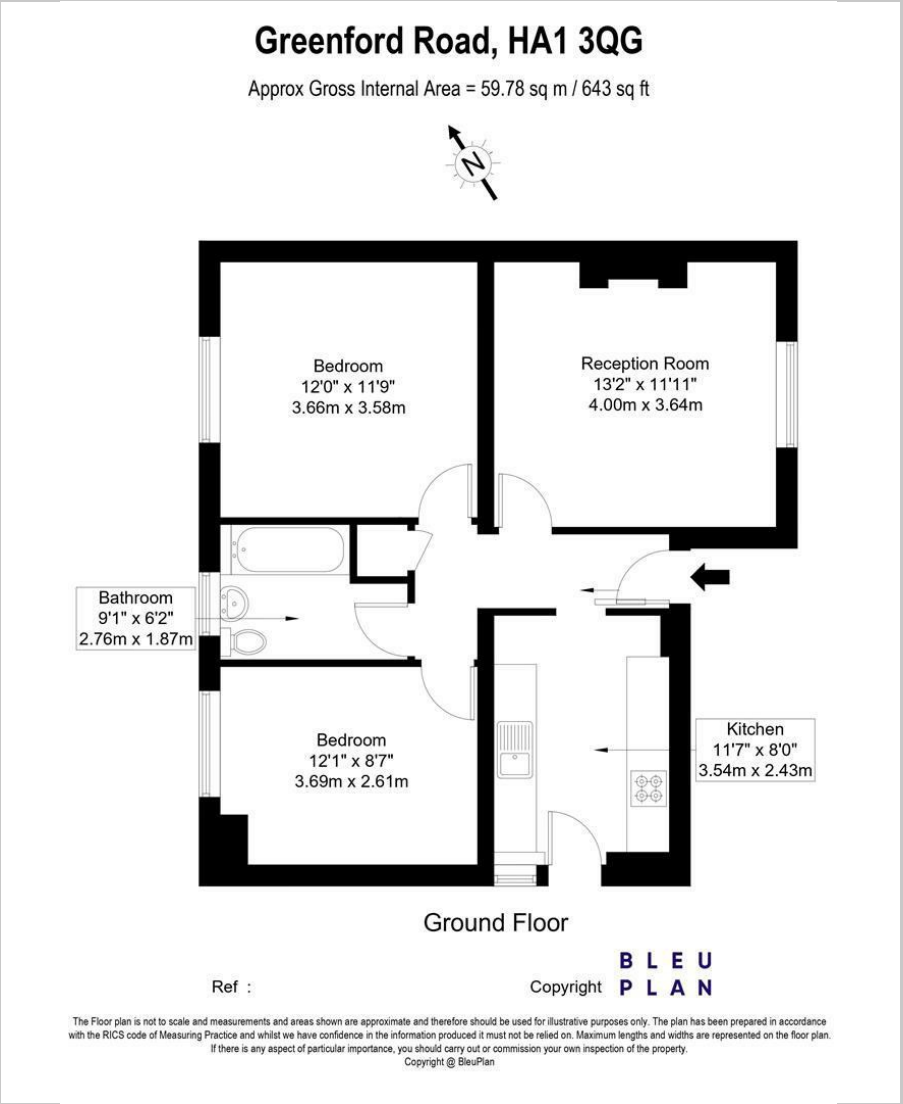 Greenford Road, HA1 3QG
Approx Gross Internal Area = 59.78 sq m / 643 sq ft
N
Bedroom
12'0" x 11'9"
3.66m x 3.58m
Reception Room
13'2" x 11'11"
4.00m x 3.64m
Bathroom
9'1" x 6'2"
2.76m x 1.87m
Bedroom
12'1" x 8'7"
3.69m x 2.61m
Kitchen
11'7" x 8'0"
3.54m x 2.43m
Ground Floor
Ref :
Copyright
BLEU
PLAN
The Floor plan is not to scale and measurements and areas shown are approximate and therefore should be used for illustrative purposes only. The plan has been prepared in accordance
with the RICS code of Measuring Practice and whilst we have confidence in the information produced it must not be relied on. Maximum lengths and widths are represented on the floor plan.
If there is any aspect of particular importance, you should carry out or commission your own inspection of the property.
Copyright @ BleuPlan